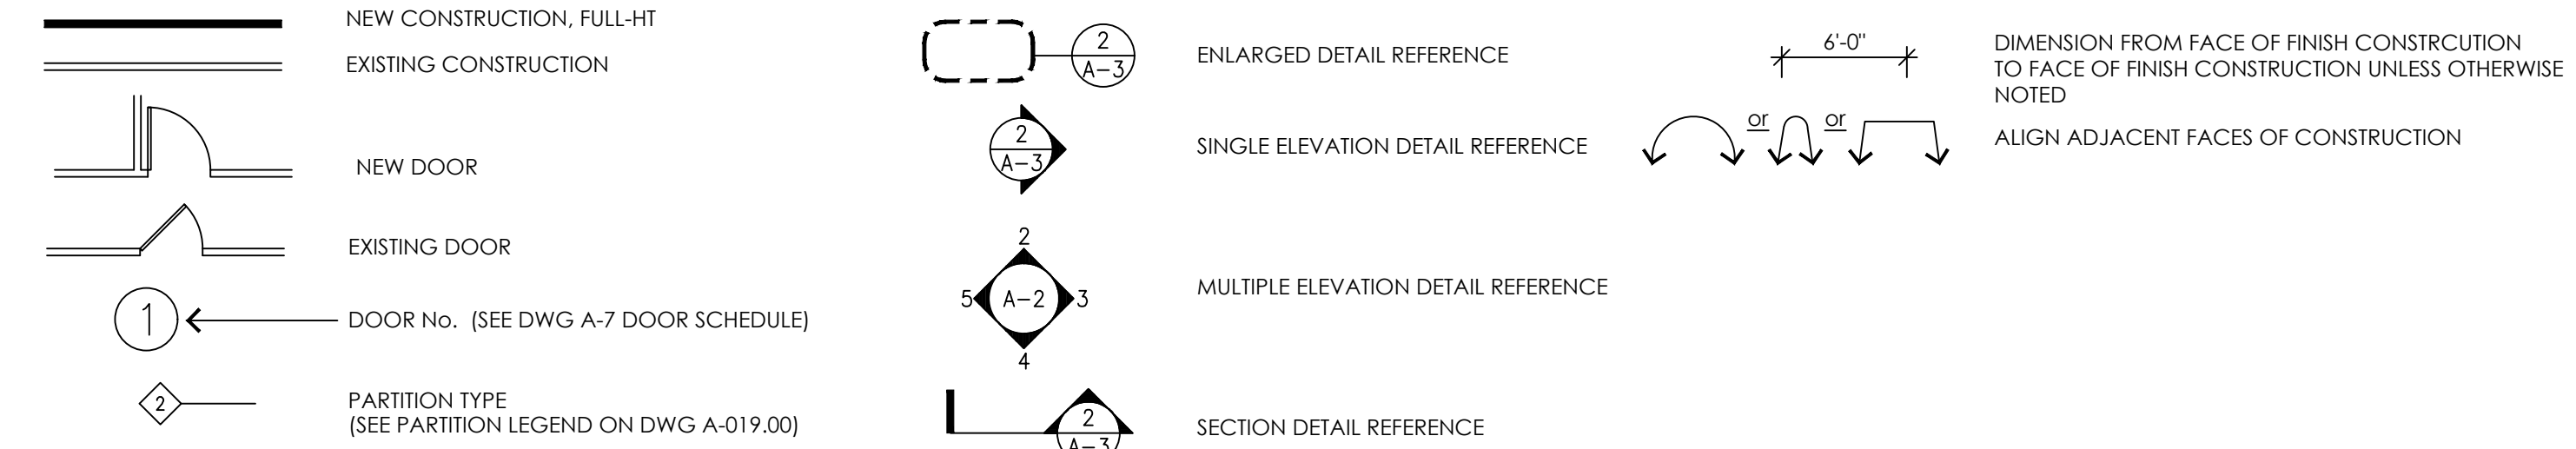 NEW CONSTRUCTION, FULL-HT
EXISTING CONSTRUCTION
NEW DOOR
EXISTING DOOR
1
DOOR No. (SEE DWG A-7 DOOR SCHEDULE)
2
PARTITION TYPE
(SEE PARTITION LEGEND ON DWG A-019.00)
2
A-3
ENLARGED DETAIL REFERENCE
2
A-3
SINGLE ELEVATION DETAIL REFERENCE
2
5 A-2 3
4
MULTIPLE ELEVATION DETAIL REFERENCE
2
A-3
SECTION DETAIL REFERENCE
6'-0"
DIMENSION FROM FACE OF FINISH CONSTRCUTION
TO FACE OF FINISH CONSTRUCTION UNLESS OTHERWISE
NOTED
or or
ALIGN ADJACENT FACES OF CONSTRUCTION